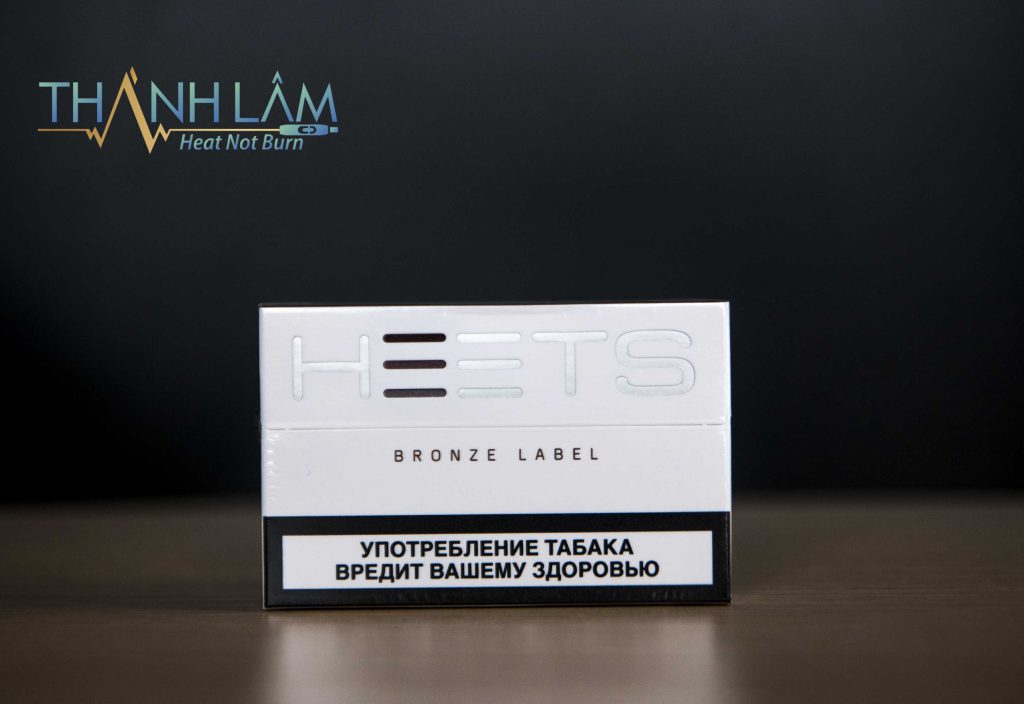 THÀNH LÂM
Heat Not Burn
HEETS
BRONZE LABEL
УПОТРЕБЛЕНИЕ ТАБАКА
ВРЕДИТ ВАШЕМУ ЗДОРОВЬЮ